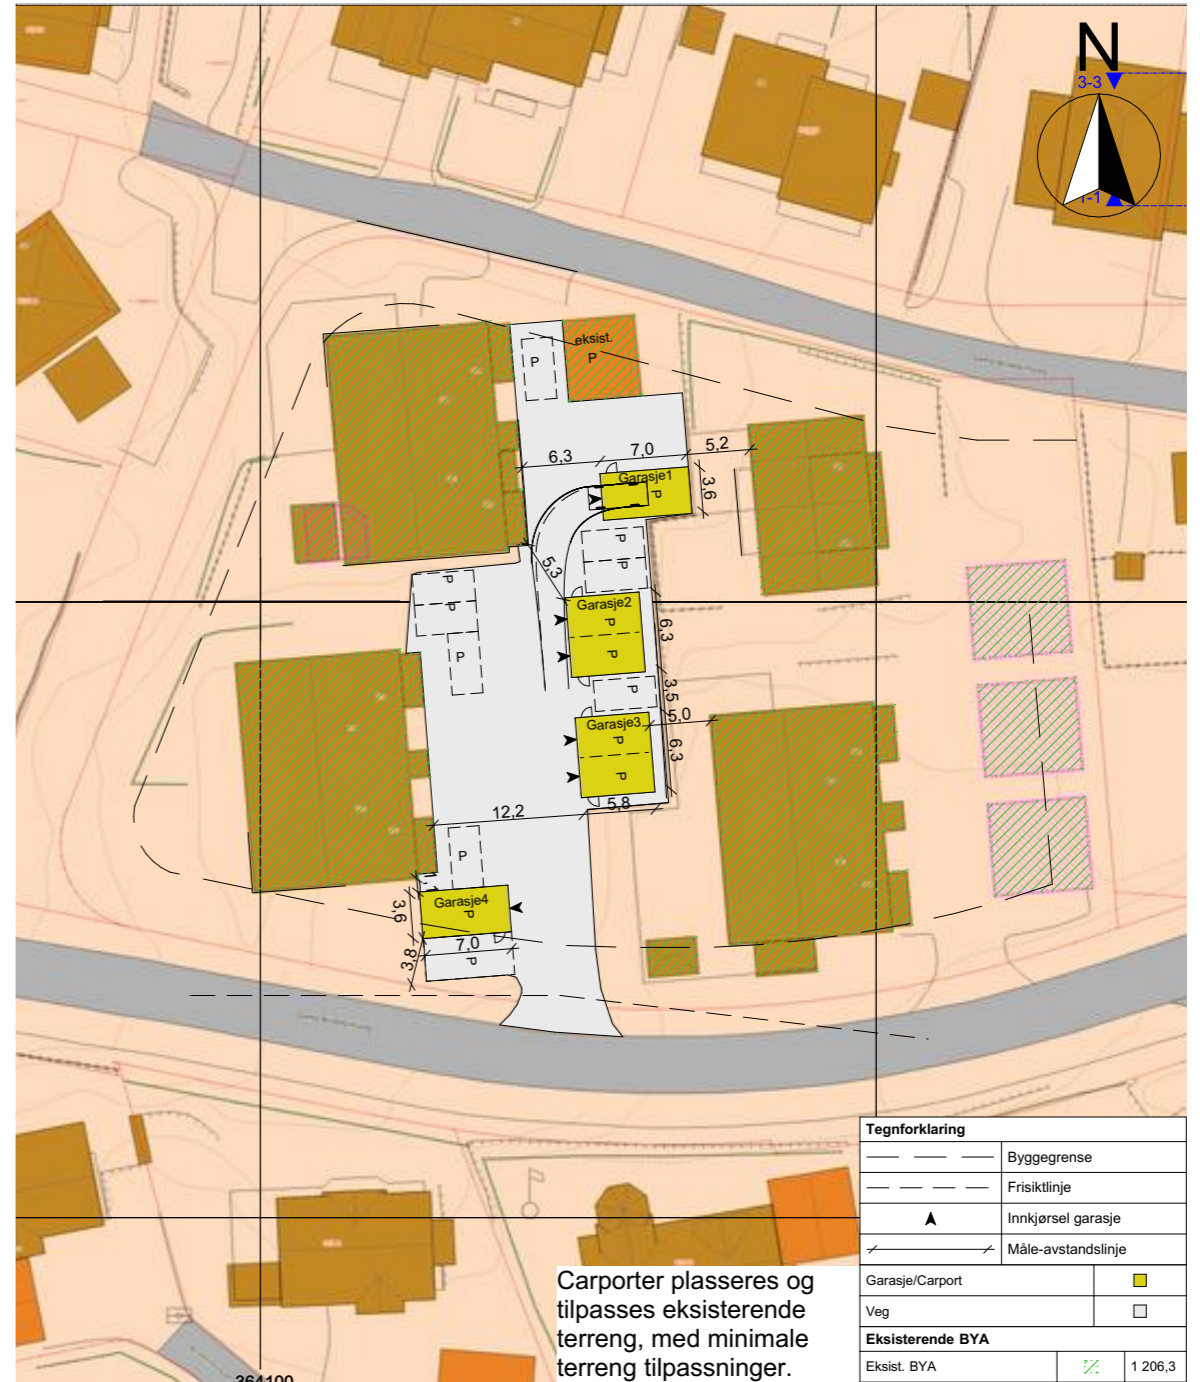 N
3-3
1-1
eksist.
P
P
6,3
7,0
5,2
Garasje1
P
3,6
5,3
P
P
P
P
Garasje2
P
P
6,3
P
P
3,5
5,0
Garasje3
P
P
6,3
12,2
5,8
P
1,1
Garasje4
P
3,6
7,0
3,8
P
Tegnforklaring
Byggegrense
Frisiktlinje
Innkjørsel garasje
Måle-avstandslinje
Garasje/Carport
Veg
Eksisterende BYA
Eksist. BYA 1 206,3
Carporter plasseres og
tilpasses eksisterende
terreng, med minimale
terreng tilpassninger.
364100